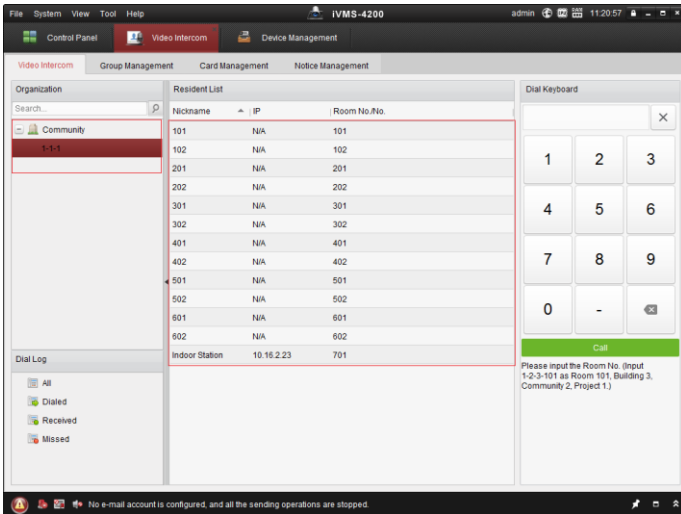 File System View Tool Help iVMS-4200 admin 11:20:57
Control Panel Video Intercom Device Management
Video Intercom Group Management Card Management Notice Management
Organization
Search...
Community
1-1-1
Resident List
Nickname IP Room No./No.
101 N/A 101
102 N/A 102
201 N/A 201
202 N/A 202
301 N/A 301
302 N/A 302
401 N/A 401
402 N/A 402
501 N/A 501
502 N/A 502
601 N/A 601
602 N/A 602
Indoor Station 10.16.2.23 701
Dial Keyboard
1 2 3
4 5 6
7 8 9
0 -
Call
Please input the Room No. (Input
1-2-3-101 as Room 101, Building 3,
Community 2, Project 1.)
Dial Log
All
Dialed
Received
Missed
No e-mail account is configured, and all the sending operations are stopped.